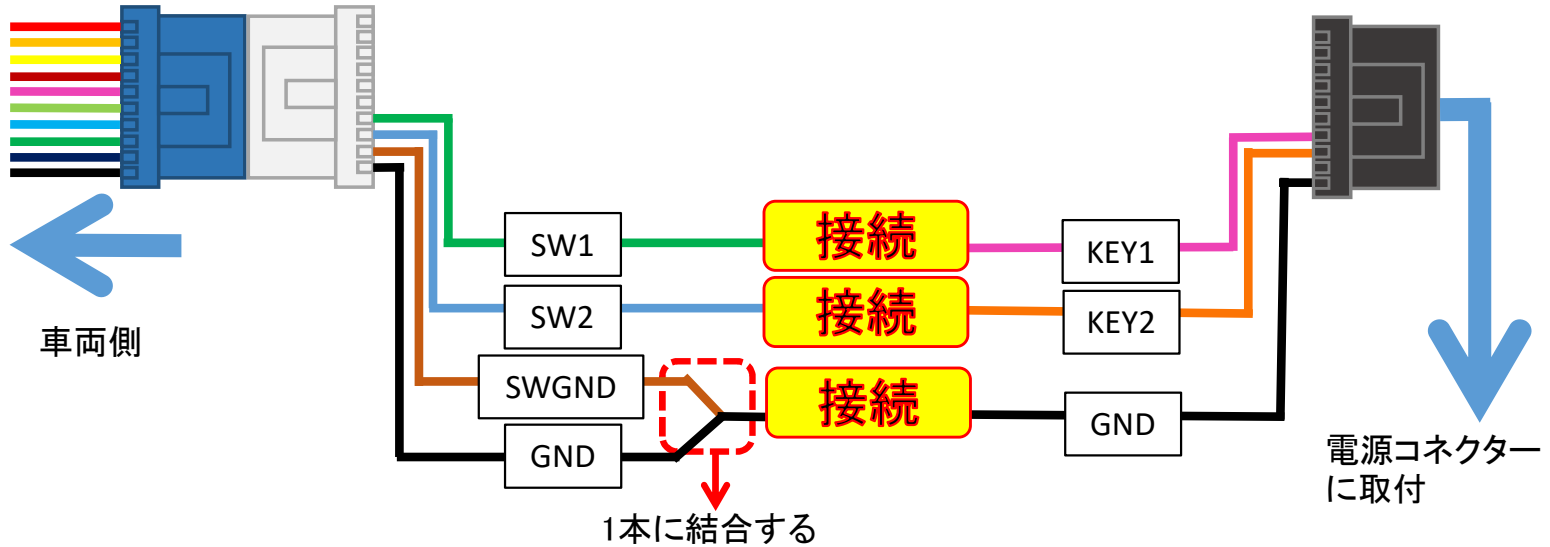 SW1
接続
KEY1
SW2
接続
KEY2
車両側
SWGND
接続
GND
GND
電源コネクター
に取付
1本に結合する